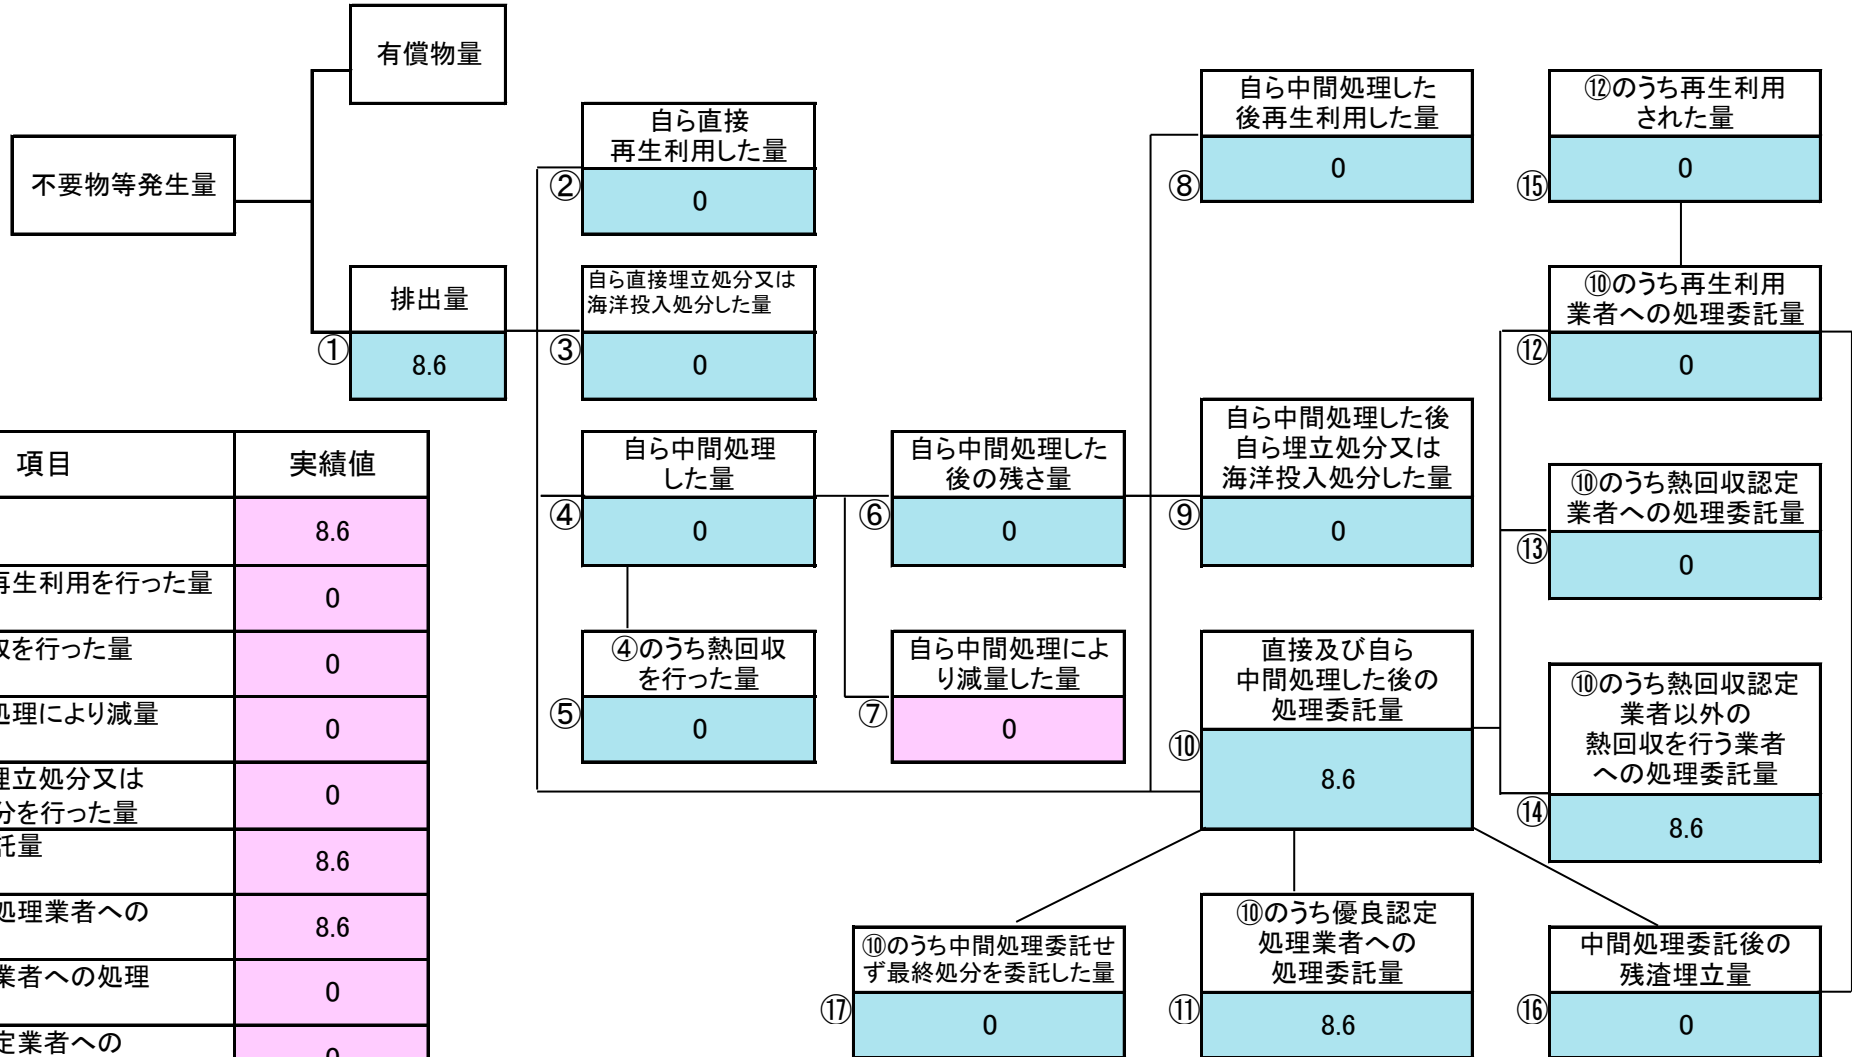 有償物量
不要物等発生量
排出量
①
8.6
自ら直接
再生利用した量
②
0
自ら直接埋立処分又は
海洋投入処分した量
③
0
自ら中間処理
した量
④
0
④のうち熱回収
を行った量
⑤
0
自ら中間処理した
後の残さ量
⑥
0
自ら中間処理によ
り減量した量
⑦
0
自ら中間処理した
後再生利用した量
⑧
0
自ら中間処理した後
自ら埋立処分又は
海洋投入処分した量
⑨
0
直接及び自ら
中間処理した後の
処理委託量
⑩
8.6
⑫のうち再生利用
された量
⑮
0
⑩のうち再生利用
業者への処理委託量
⑫
0
⑩のうち熱回収認定
業者への処理委託量
⑬
0
⑩のうち熱回収認定
業者以外の
熱回収を行う業者
への処理委託量
⑭
8.6
⑩のうち中間処理委託せ
ず最終処分を委託した量
⑰
0
⑩のうち優良認定
処理業者への
処理委託量
⑪
8.6
中間処理委託後の
残渣埋立量
⑯
0
項目 実績値
8.6
再生利用を行った量 0
を行った量 0
処理により減量 0
埋立処分又は
分を行った量 0
託量 8.6
処理業者への 8.6
業者への処理 0
定業者への 0